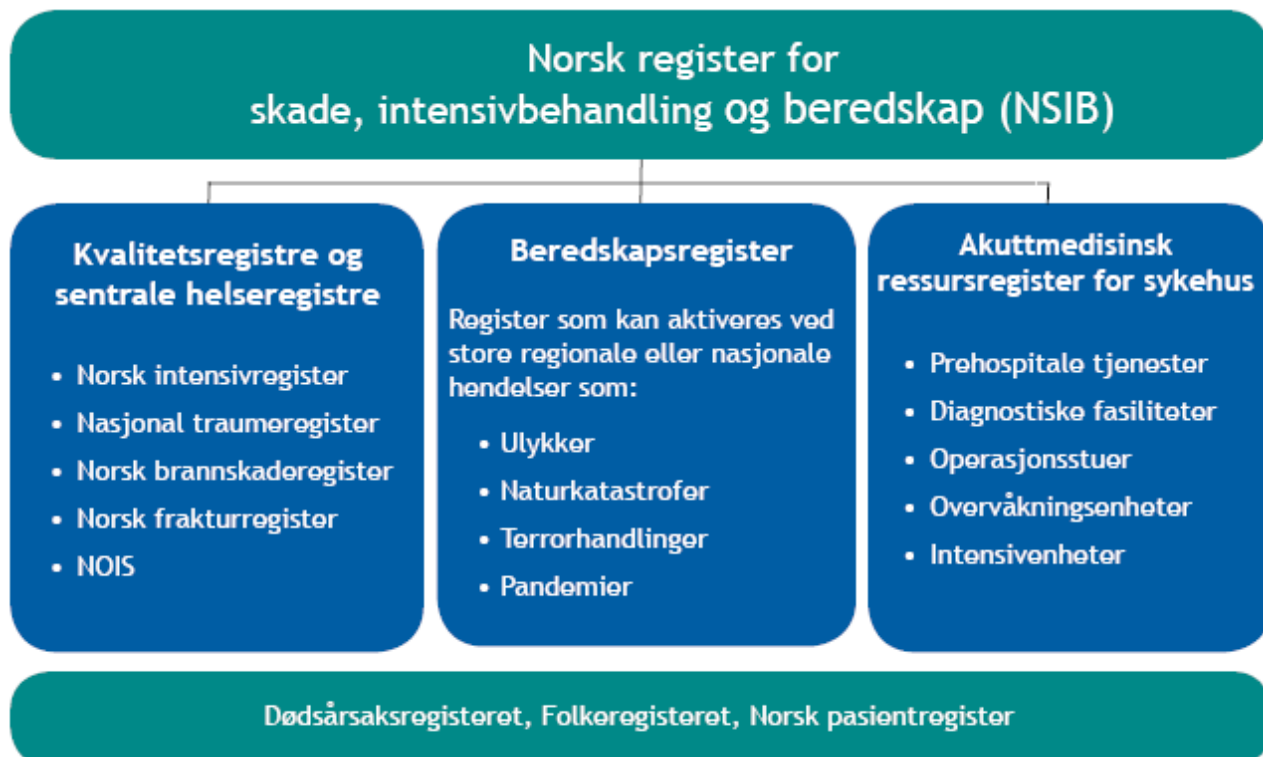 Norsk register for
skade, intensivbehandling og beredskap (NSIB)
Kvalitetsregistre og
sentrale helseregistre
• Norsk intensivregister
• Nasjonal traumeregister
• Norsk brannskaderegister
• Norsk frakturregister
• NOIS
Beredskapsregister
Register som kan aktiveres ved
store regionale eller nasjonale
hendelser som:
• Ulykker
• Naturkatastrofer
• Terrorhandlinger
• Pandemier
Akuttmedisinsk
ressursregister for sykehus
• Prehospitale tjenester
• Diagnostiske fasiliteter
• Operasjonsstuer
• Overvåkningsenheter
• Intensivenheter
Dødsårsaksregisteret, Folkeregisteret, Norsk pasientregister